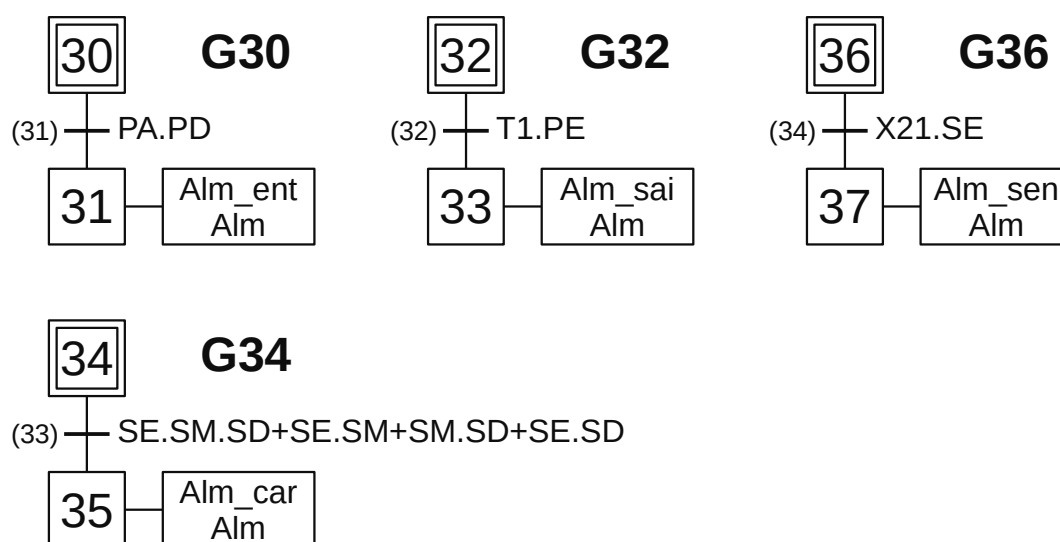 30 G30
(31) PA.PD
31 Alm_ent
Alm
32 G32
(32) T1.PE
33 Alm_sai
Alm
36 G36
(34) X21.SE
37 Alm_sen
Alm
34 G34
(33) SE.SM.SD+SE.SM+SM.SD+SE.SD
35 Alm_car
Alm